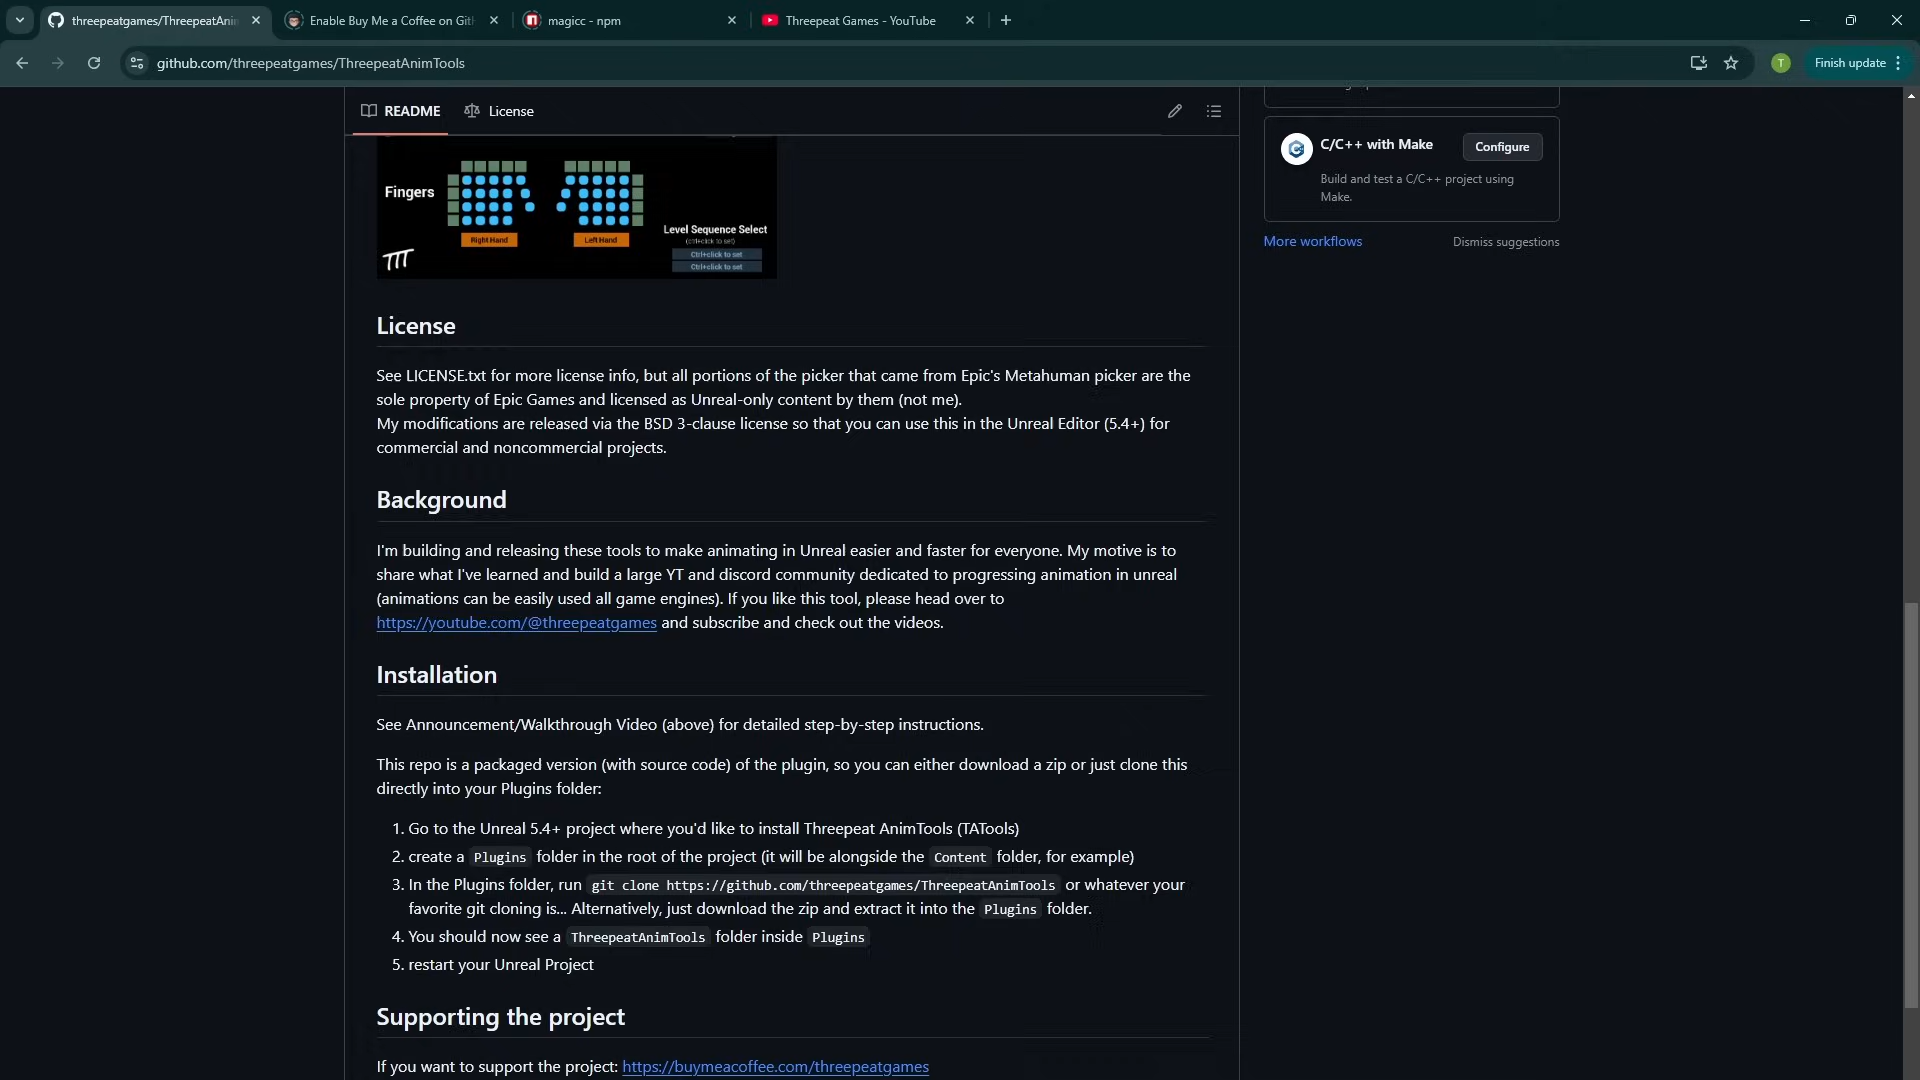 threepeatgames/ThreepeatAni
Enable Buy Me a Coffee on Git
magicc - npm
Threepeat Games - YouTube
github.com/threepeatgames/ThreepeatAnimTools
T
Finish update
README
License
Fingers
Right Hand
Left Hand
Level Sequence Select
(ctrl+click to set)
Ctrl+click to set
Ctrl+click to set
C/C++ with Make
Configure
Build and test a C/C++ project using
Make.
More workflows
Dismiss suggestions
License
See LICENSE.txt for more license info, but all portions of the picker that came from Epic's Metahuman picker are the
sole property of Epic Games and licensed as Unreal-only content by them (not me).
My modifications are released via the BSD 3-clause license so that you can use this in the Unreal Editor (5.4+) for
commercial and noncommercial projects.
Background
I'm building and releasing these tools to make animating in Unreal easier and faster for everyone. My motive is to
share what I've learned and build a large YT and discord community dedicated to progressing animation in unreal
(animations can be easily used all game engines). If you like this tool, please head over to
https://youtube.com/@threepeatgames and subscribe and check out the videos.
Installation
See Announcement/Walkthrough Video (above) for detailed step-by-step instructions.
This repo is a packaged version (with source code) of the plugin, so you can either download a zip or just clone this
directly into your Plugins folder:
1. Go to the Unreal 5.4+ project where you'd like to install Threepeat AnimTools (TATools)
2. create a Plugins folder in the root of the project (it will be alongside the Content folder, for example)
3. In the Plugins folder, run git clone https://github.com/threepeatgames/ThreepeatAnimTools or whatever your
favorite git cloning is... Alternatively, just download the zip and extract it into the Plugins folder.
4. You should now see a ThreepeatAnimTools folder inside Plugins
5. restart your Unreal Project
Supporting the project
If you want to support the project: https://buymeacoffee.com/threepeatgames